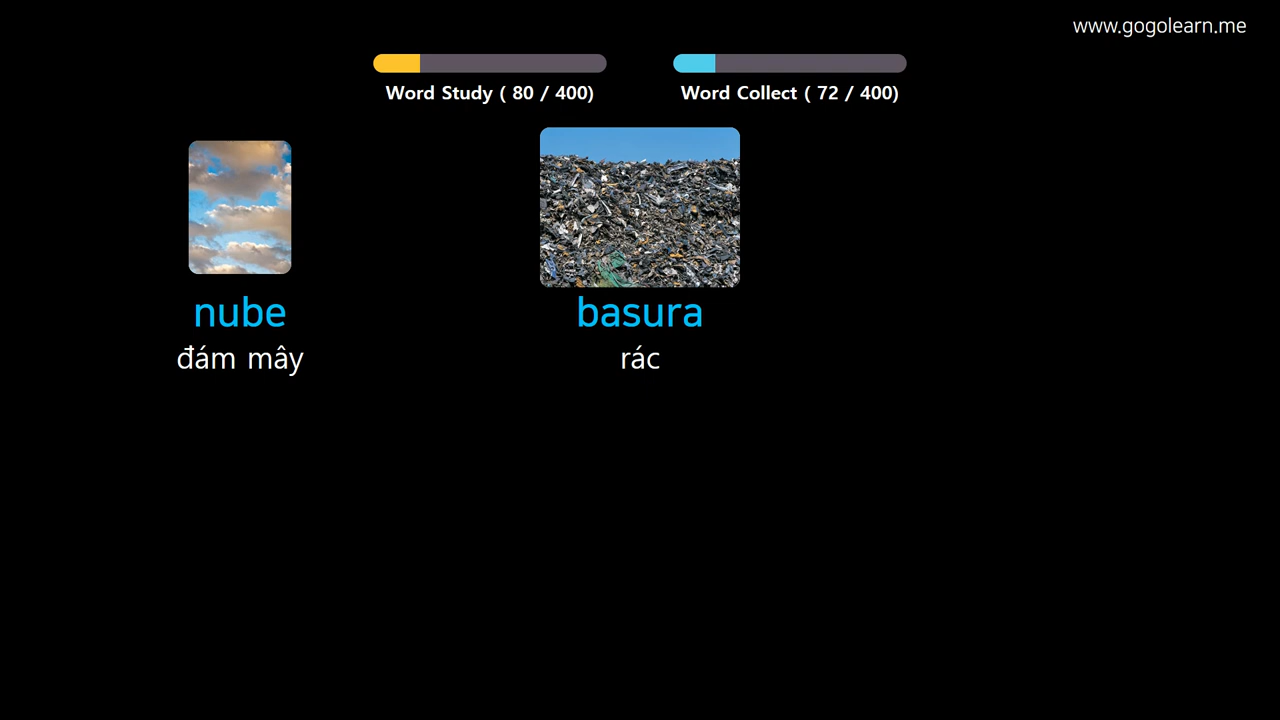 www.gogolearn.me
Word Study ( 80 / 400)
Word Collect ( 72 / 400)
nube
đám mây
basura
rác